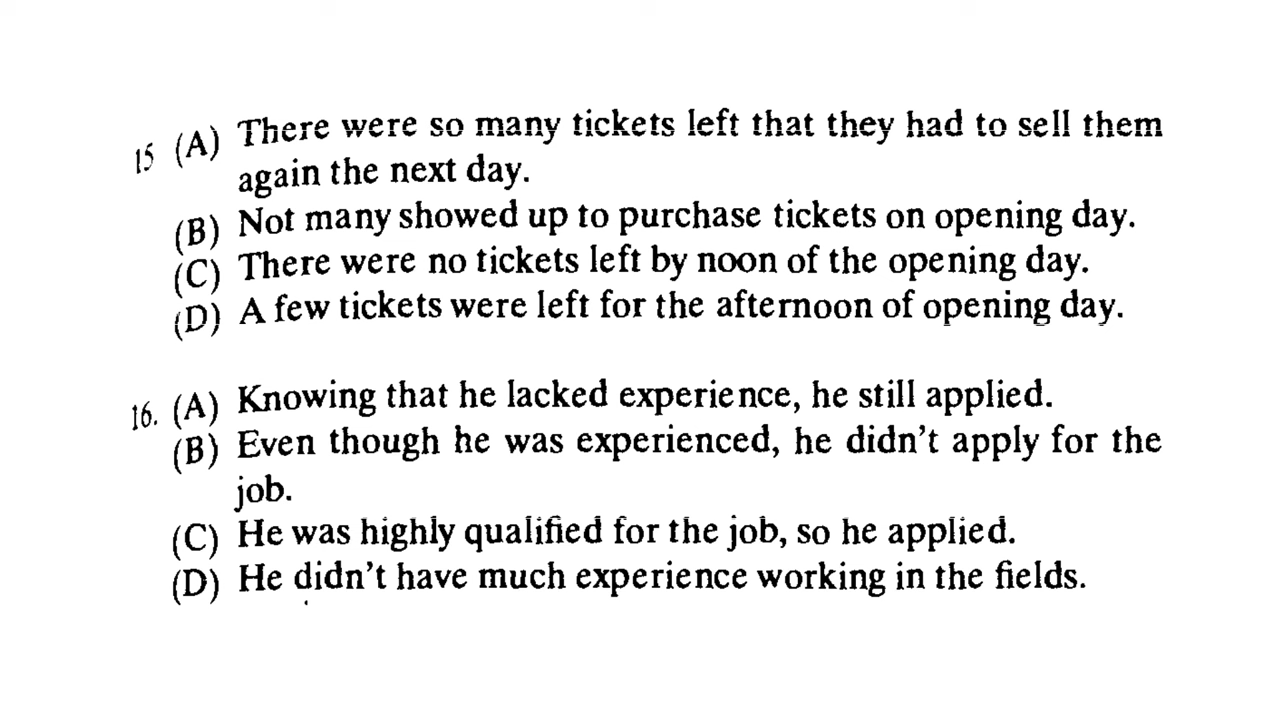 15 (A) There were so many tickets left that they had to sell them
again the next day.
(B) Not many showed up to purchase tickets on opening day.
(C) There were no tickets left by noon of the opening day.
(D) A few tickets were left for the afternoon of opening day.
16. (A) Knowing that he lacked experience, he still applied.
(B) Even though he was experienced, he didn't apply for the
job.
(C) He was highly qualified for the job, so he applied.
(D) He didn't have much experience working in the fields.